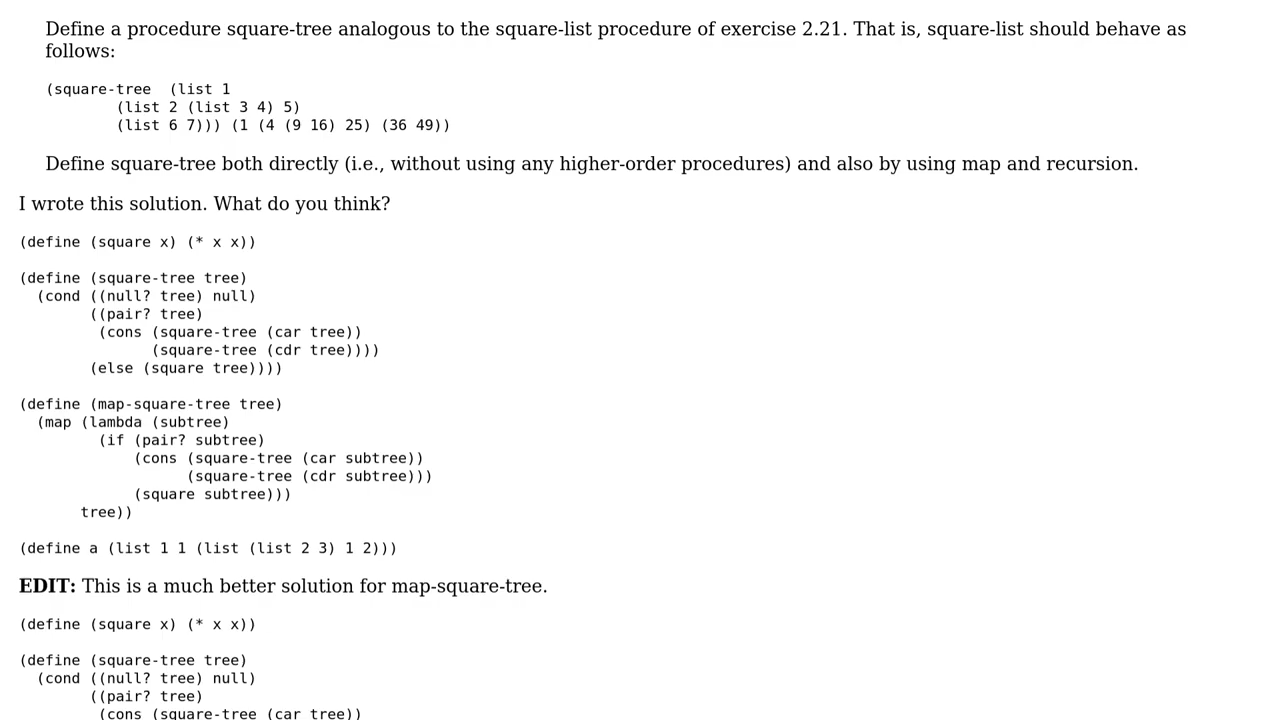 Define a procedure square-tree analogous to the square-list procedure of exercise 2.21. That is, square-list should behave as
follows:
(square-tree  (list 1
        (list 2 (list 3 4) 5)
        (list 6 7))) (1 (4 (9 16) 25) (36 49))
Define square-tree both directly (i.e., without using any higher-order procedures) and also by using map and recursion.
I wrote this solution. What do you think?
(define (square x) (* x x))
(define (square-tree tree)
  (cond ((null? tree) null)
        ((pair? tree)
         (cons (square-tree (car tree))
               (square-tree (cdr tree))))
        (else (square tree))))
(define (map-square-tree tree)
  (map (lambda (subtree)
         (if (pair? subtree)
             (cons (square-tree (car subtree))
                   (square-tree (cdr subtree)))
             (square subtree)))
       tree))
(define a (list 1 1 (list (list 2 3) 1 2)))
EDIT: This is a much better solution for map-square-tree.
(define (square x) (* x x))
(define (square-tree tree)
  (cond ((null? tree) null)
        ((pair? tree)
         (cons (square-tree (car tree))